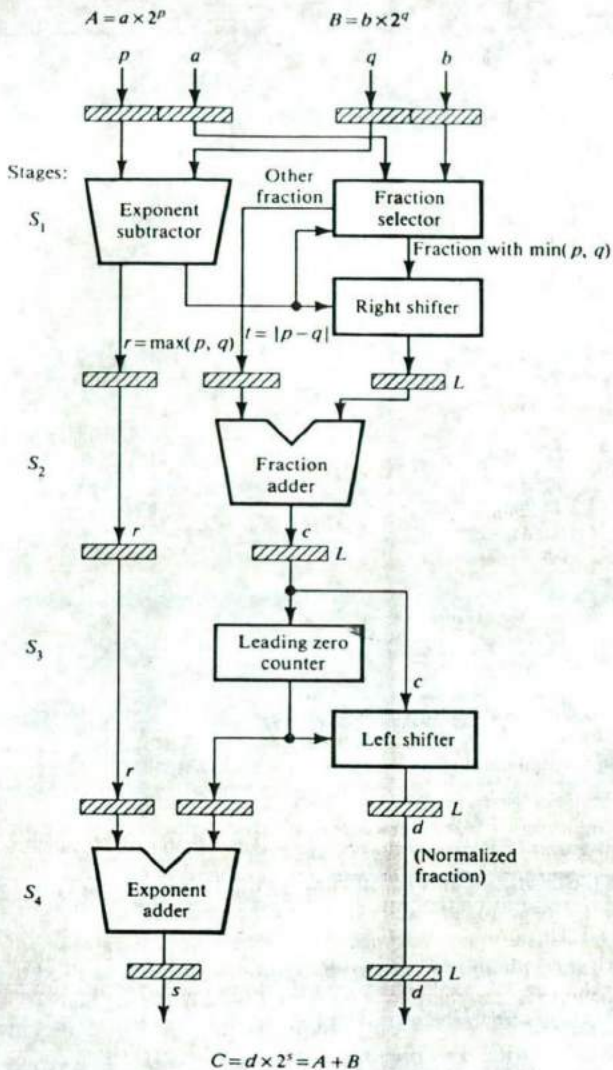 A = a × 2^p
B = b × 2^q
p
a
q
b
Stages:
S₁
Exponent
subtractor
Other
fraction
Fraction
selector
Fraction with min(p, q)
Right shifter
r = max(p, q)
t = |p − q|
L
S₂
Fraction
adder
r
c
L
S₃
Leading zero
counter
c
Left shifter
r
L
d
(Normalized
fraction)
S₄
Exponent
adder
L
s
d
C = d × 2^s = A + B